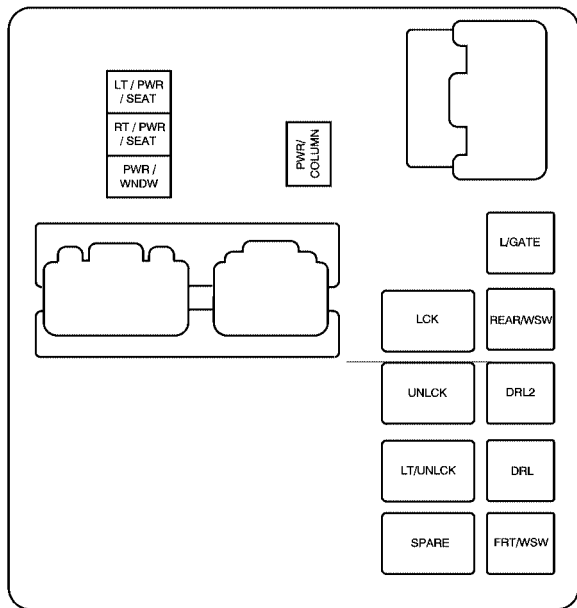 LT / PWR
/ SEAT
RT / PWR
/ SEAT
PWR /
WNDW
PWR/
COLUMN
L/GATE
LCK
REAR/WSW
UNLCK
DRL2
LT/UNLCK
DRL
SPARE
FRT/WSW